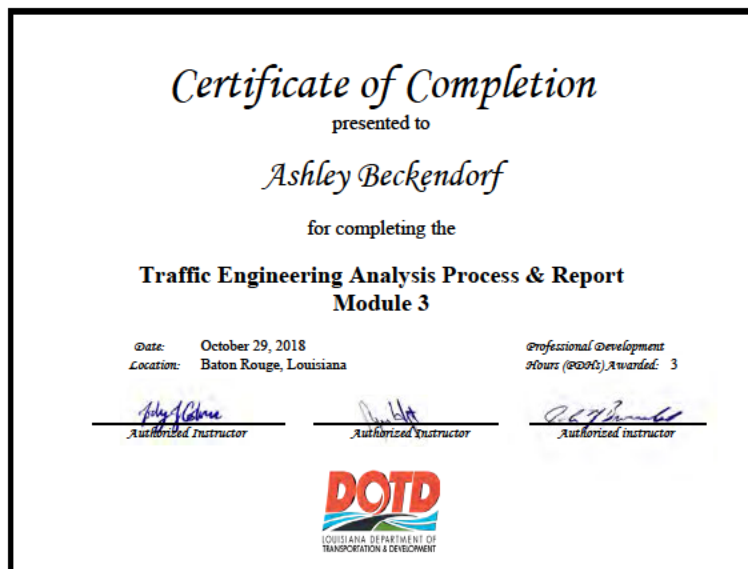 Certificate of Completion
presented to
Ashley Beckendorf
for completing the
Traffic Engineering Analysis Process & Report
Module 3
Date: October 29, 2018
Location: Baton Rouge, Louisiana
Professional Development
Hours (PDHs) Awarded: 3
Authorized Instructor
Authorized Instructor
Authorized instructor
DOTD
LOUISIANA DEPARTMENT OF
TRANSPORTATION & DEVELOPMENT